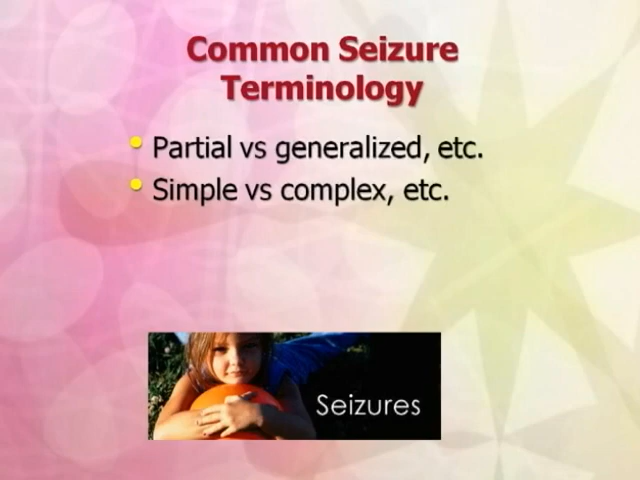 Common Seizure
Terminology
• Partial vs generalized, etc.
• Simple vs complex, etc.
Seizures